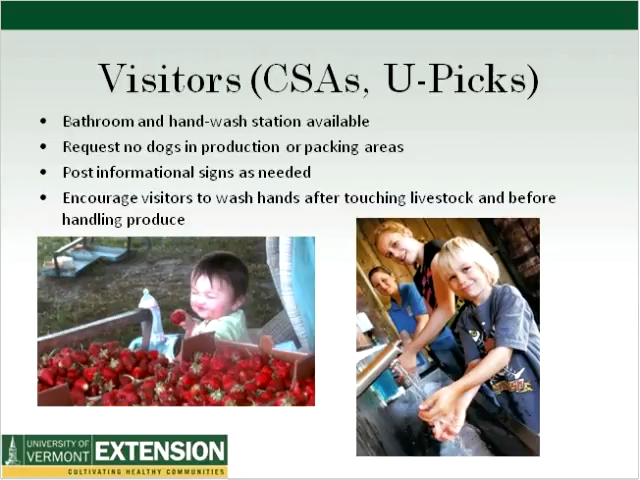 Visitors (CSAs, U-Picks)
• Bathroom and hand-wash station available
• Request no dogs in production or packing areas
• Post informational signs as needed
• Encourage visitors to wash hands after touching livestock and before
handling produce
UNIVERSITY OF
VERMONT EXTENSION
CULTIVATING HEALTHY COMMUNITIES